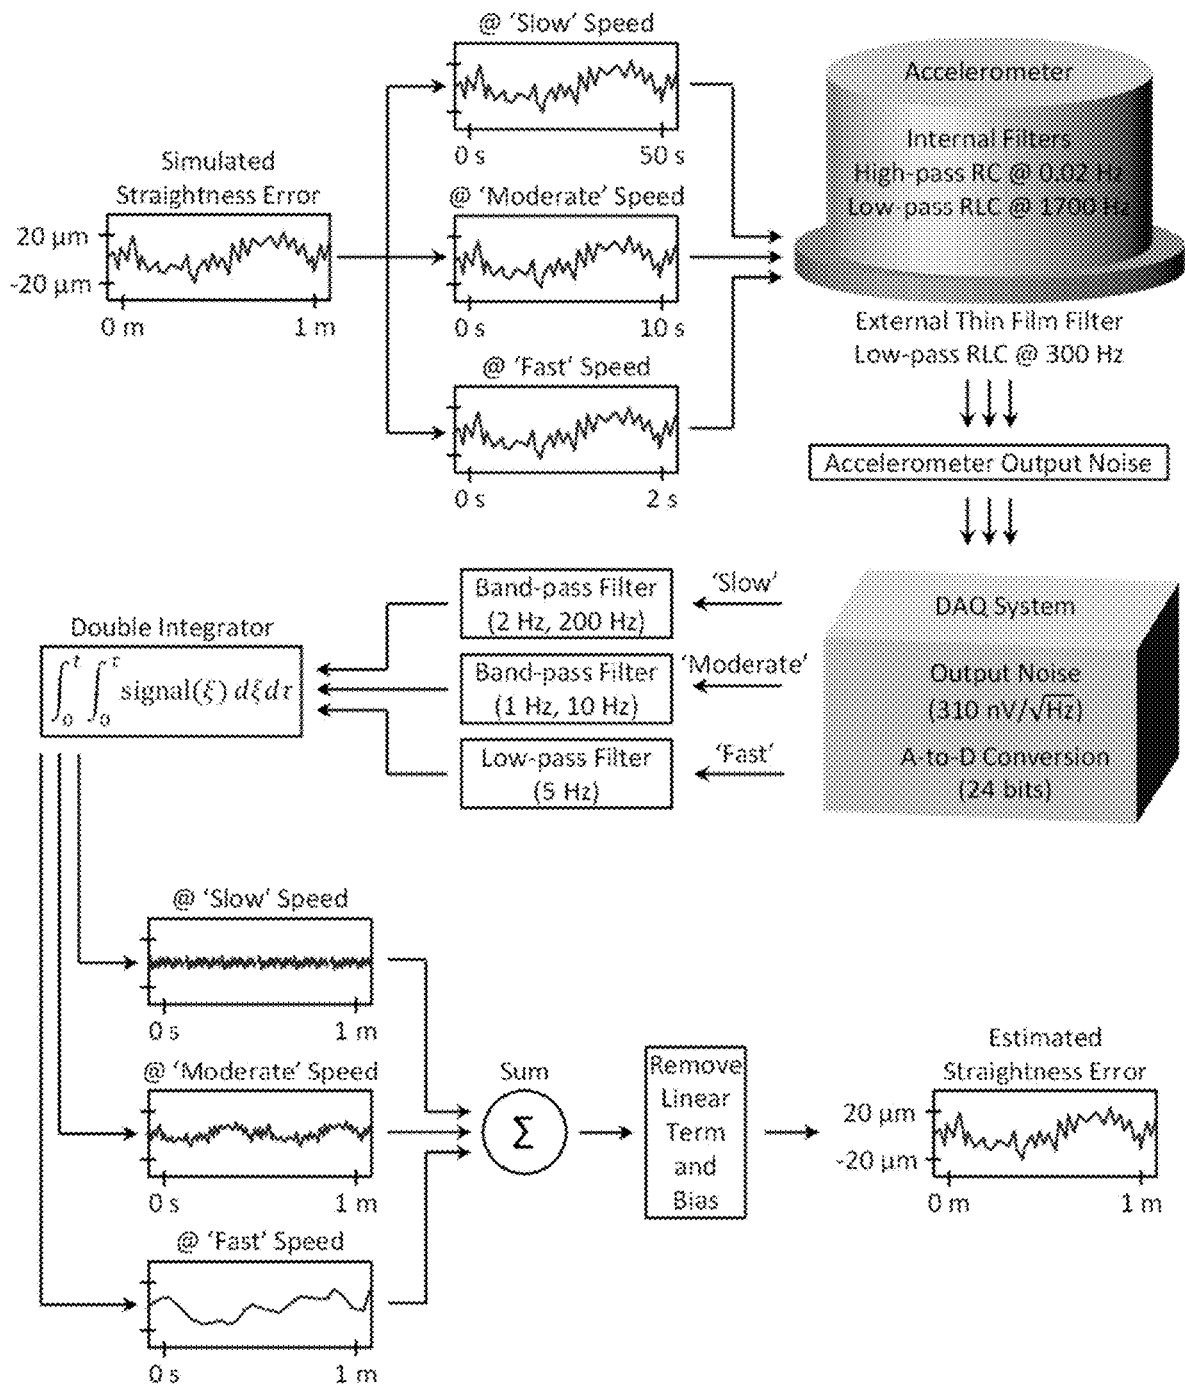 @ 'Slow' Speed
0 s
50 s
Simulated
Straightness Error
20 µm
-20 µm
0 m
1 m
@ 'Moderate' Speed
0 s
10 s
@ 'Fast' Speed
0 s
2 s
Accelerometer
Internal Filters
High-pass RC @ 0.02 Hz
Low-pass RLC @ 1700 Hz
External Thin Film Filter
Low-pass RLC @ 300 Hz
Accelerometer Output Noise
DAQ System
Output Noise
(310 nV/√Hz)
A-to-D Conversion
(24 bits)
'Slow'
'Moderate'
'Fast'
Band-pass Filter
(2 Hz, 200 Hz)
Band-pass Filter
(1 Hz, 10 Hz)
Low-pass Filter
(5 Hz)
Double Integrator
∫₀ᵗ ∫₀^τ signal(ξ) dξdτ
@ 'Slow' Speed
0 s
1 m
@ 'Moderate' Speed
0 s
1 m
@ 'Fast' Speed
0 s
1 m
Sum
Σ
Remove
Linear
Term
and
Bias
Estimated
Straightness Error
20 µm
-20 µm
0 m
1 m